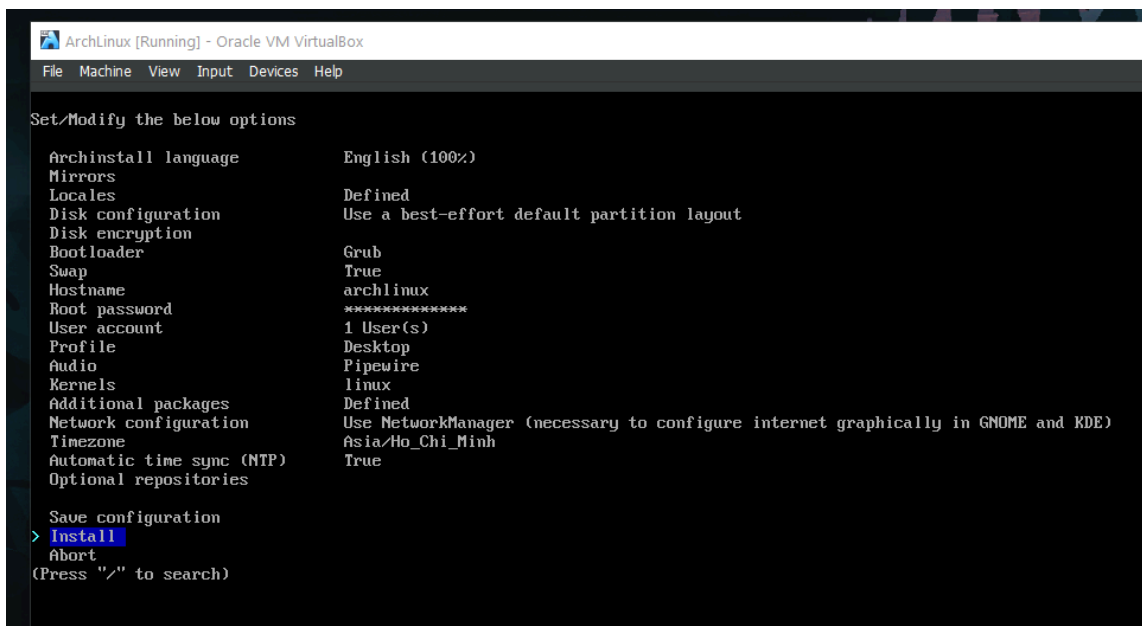 ArchLinux [Running] - Oracle VM VirtualBox
File Machine View Input Devices Help
Set/Modify the below options
Archinstall language English (100%)
Mirrors
Locales Defined
Disk configuration Use a best-effort default partition layout
Disk encryption
Bootloader Grub
Swap True
Hostname archlinux
Root password *************
User account 1 User(s)
Profile Desktop
Audio Pipewire
Kernels linux
Additional packages Defined
Network configuration Use NetworkManager (necessary to configure internet graphically in GNOME and KDE)
Timezone Asia/Ho_Chi_Minh
Automatic time sync (NTP) True
Optional repositories
Save configuration
> Install
Abort
(Press "/" to search)